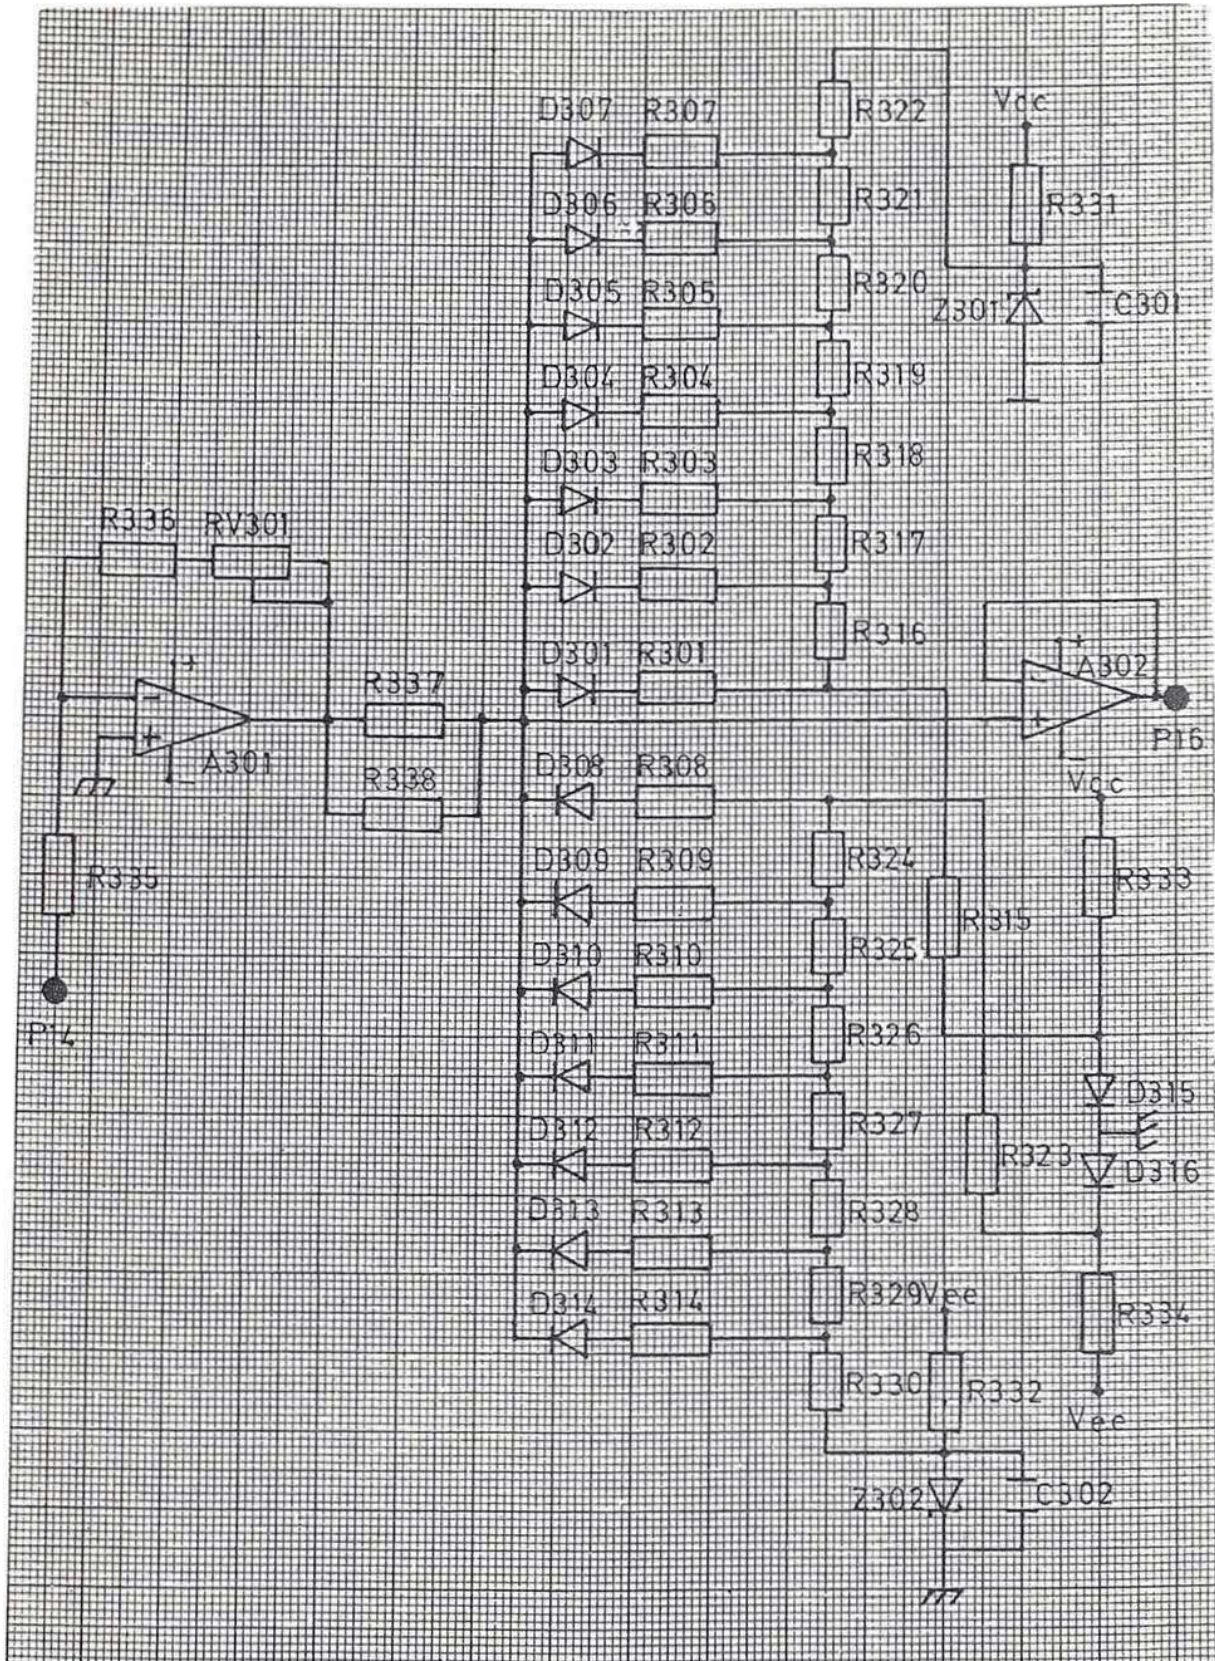 D307 R307 R322 Vcc
D306 R306 R321 R331
D305 R305 R320 Z301 C301
D304 R304 R319
D303 R303 R318
R336 RV301 D302 R302 R317
+ R316
D301 R301 + A302
- R337 -
+ + P16
A301 D308 R308 -
- R338 Vcc
D309 R309 R324
R335 R333
D310 R310 R325 R315
P14 D311 R311 R326
D315
D312 R312 R327
R323 D316
D313 R313 R328
D314 R314 R329 Vee R334
R330 R332
Vee
Z302 C302